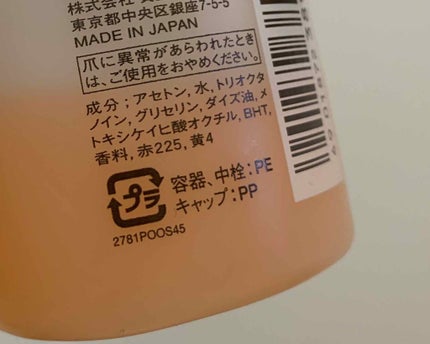 東京都中央区銀座7-5-5
MADE IN JAPAN
爪に異常があらわれたとき
は、ご使用をおやめください。
成分；アセトン, 水, トリオクタ
ノイン, グリセリン, ダイズ油, メ
トキシケイヒ酸オクチル, BHT,
香料, 赤225, 黄4
プラ
容器、中栓：PE
キャップ：PP
2781POOS45